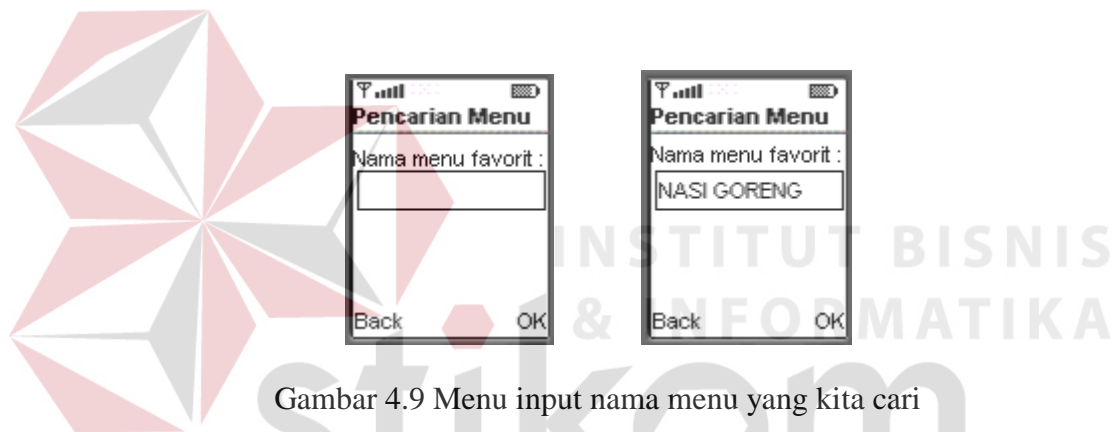 Pencarian Menu
Nama menu favorit :
Back OK
Pencarian Menu
Nama menu favorit :
NASI GORENG
Back OK
INSTITUT BISNIS
& INFORMATIKA
stikom
Gambar 4.9 Menu input nama menu yang kita cari